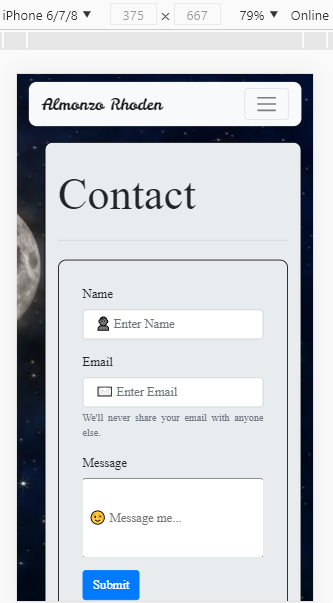 iPhone 6/7/8 ▼ 375 × 667 79% ▼ Online
Almonzo Rhoden
Contact
Name
👤 Enter Name
Email
✉️ Enter Email
We'll never share your email with anyone
else.
Message
😉 Message me...
Submit